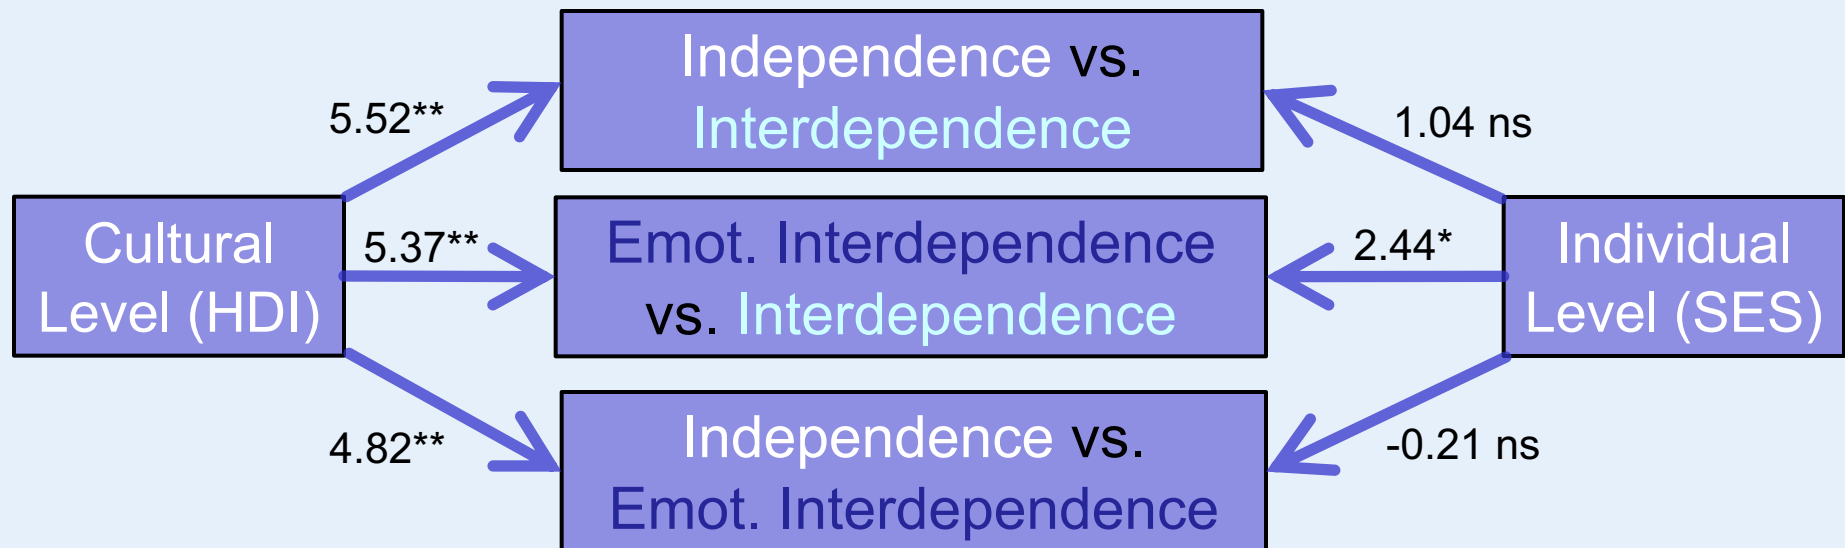 Independence vs.
Interdependence
5.52**
1.04 ns
Cultural
Level (HDI)
5.37**
Emot. Interdependence
vs. Interdependence
2.44*
Individual
Level (SES)
4.82**
Independence vs.
Emot. Interdependence
-0.21 ns